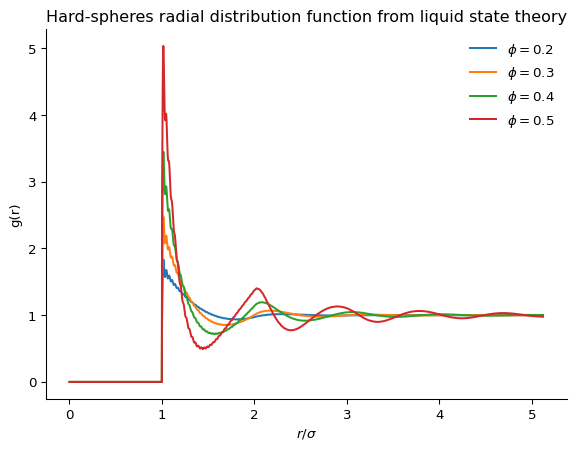 Hard-spheres radial distribution function from liquid state theory
5
4
3
2
1
0
g(r)
ϕ = 0.2
ϕ = 0.3
ϕ = 0.4
ϕ = 0.5
0 1 2 3 4 5
r/σ